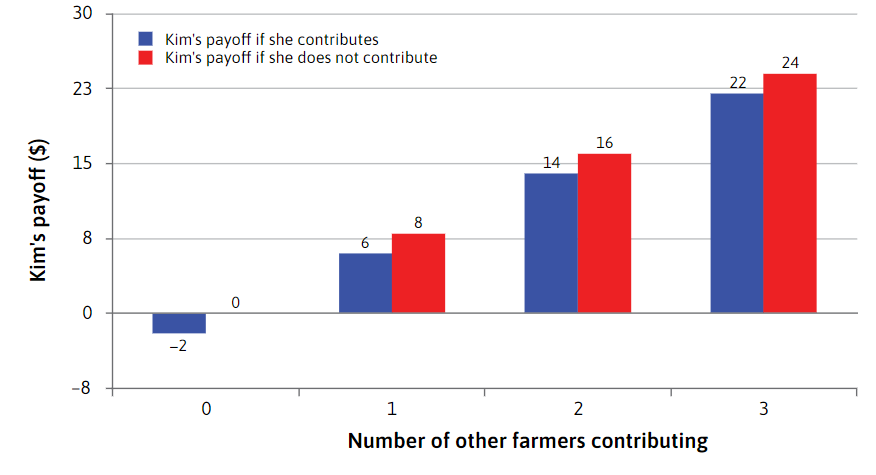 30
Kim's payoff if she contributes
Kim's payoff if she does not contribute
24
22
23
16
15
14
8
8
6
0
0
−2
−8
0 1 2 3
Kim's payoff ($)
Number of other farmers contributing